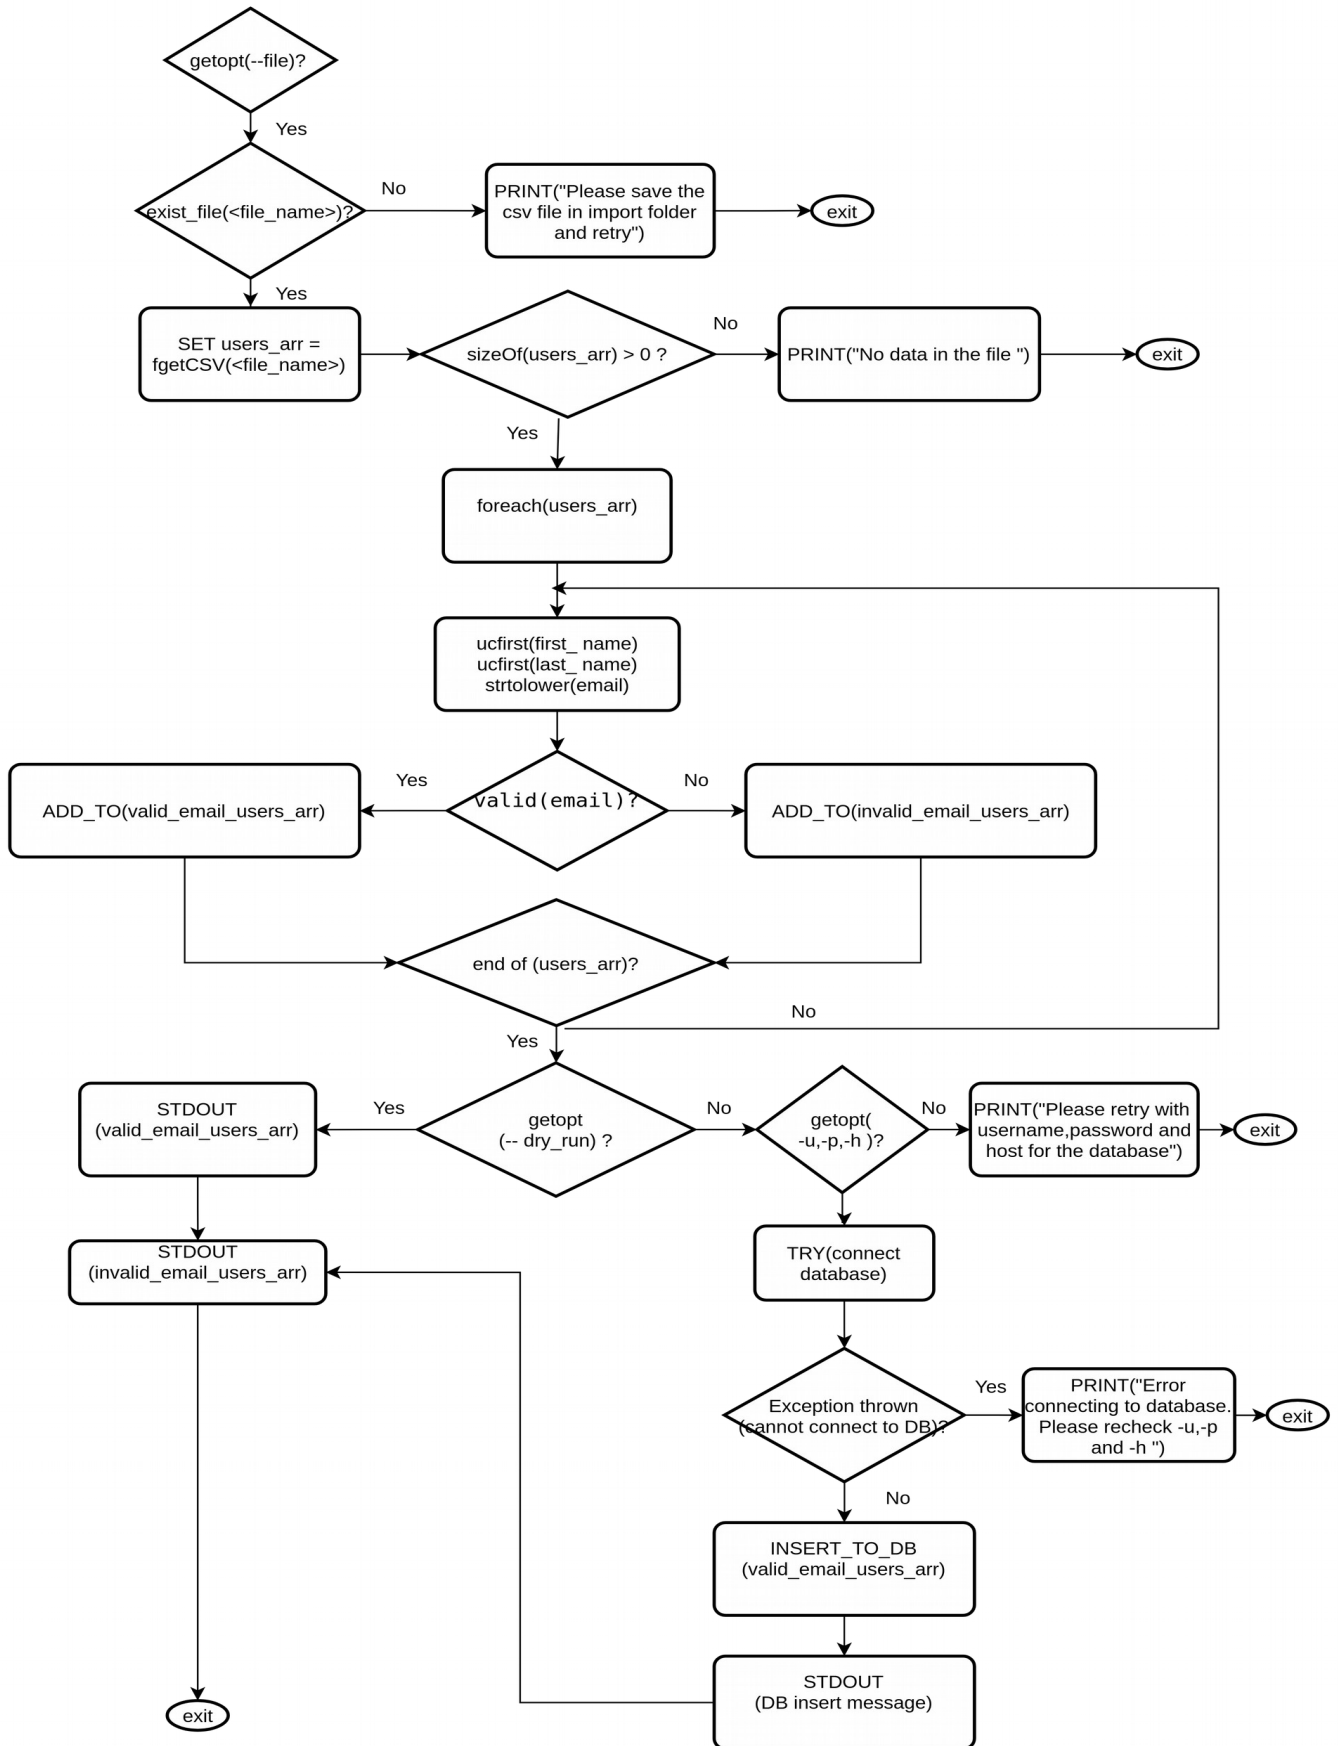 getopt(--file)?
Yes
exist_file(<file_name>)?
No
PRINT("Please save the
csv file in import folder
and retry")
exit
Yes
SET users_arr =
fgetCSV(<file_name>)
sizeOf(users_arr) > 0 ?
No
PRINT("No data in the file ")
exit
Yes
foreach(users_arr)
ucfirst(first_ name)
ucfirst(last_ name)
strtolower(email)
Yes
valid(email)?
No
ADD_TO(valid_email_users_arr)
ADD_TO(invalid_email_users_arr)
end of (users_arr)?
No
Yes
STDOUT
(valid_email_users_arr)
Yes
getopt
(-- dry_run) ?
No
getopt(
-u,-p,-h )?
No
PRINT("Please retry with
username,password and
host for the database")
exit
STDOUT
(invalid_email_users_arr)
TRY(connect
database)
Exception thrown
(cannot connect to DB)?
Yes
PRINT("Error
connecting to database.
Please recheck -u,-p
and -h ")
exit
No
INSERT_TO_DB
(valid_email_users_arr)
STDOUT
(DB insert message)
exit